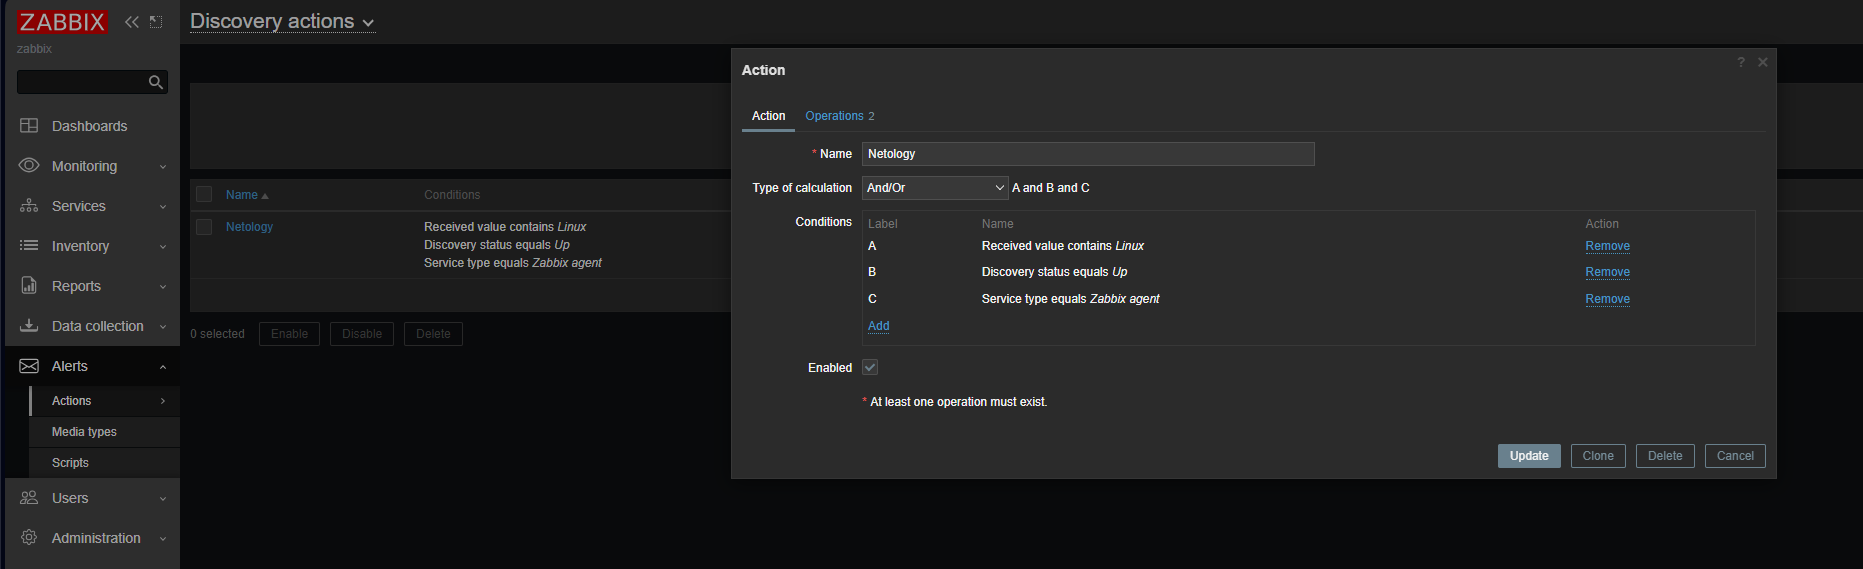 ZABBIX
zabbix
Dashboards
Monitoring
Services
Inventory
Reports
Data collection
Alerts
Actions
Media types
Scripts
Users
Administration
Discovery actions
Name
Conditions
Netology
Received value contains Linux
Discovery status equals Up
Service type equals Zabbix agent
0 selected
Enable
Disable
Delete
Action
?
Action
Operations 2
* Name
Netology
Type of calculation
And/Or
A and B and C
Conditions
Label
Name
Action
A
Received value contains Linux
Remove
B
Discovery status equals Up
Remove
C
Service type equals Zabbix agent
Remove
Add
Enabled
* At least one operation must exist.
Update
Clone
Delete
Cancel